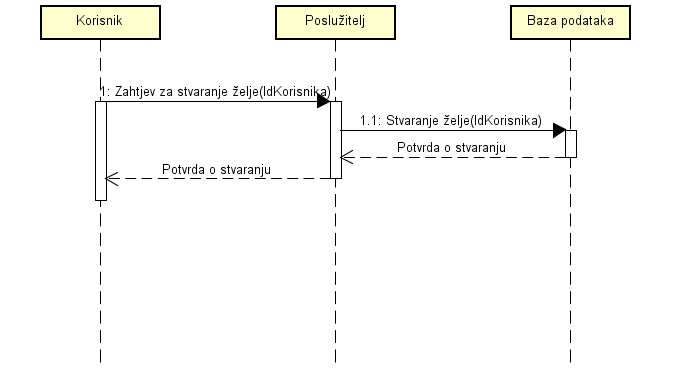 Korisnik
Poslužitelj
Baza podataka
1: Zahtjev za stvaranje želje(IdKorisnika)
1.1: Stvaranje želje(IdKorisnika)
Potvrda o stvaranju
Potvrda o stvaranju